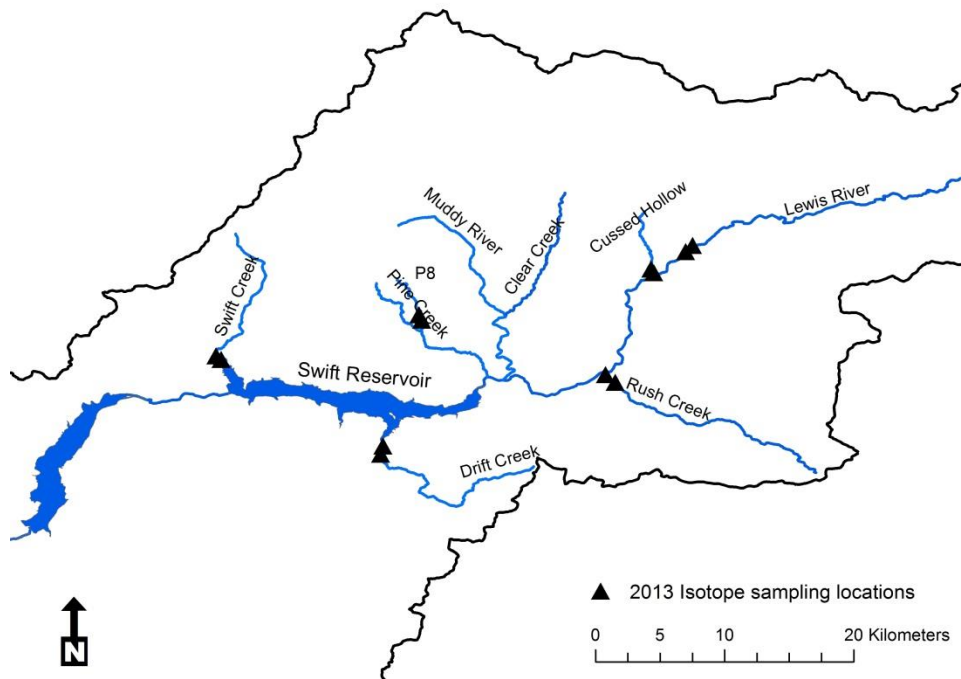 Muddy River
Clear Creek
Cussed Hollow
Lewis River
Swift Creek
P8
Pine Creek
Swift Reservoir
Rush Creek
Drift Creek
2013 Isotope sampling locations
0 5 10 20 Kilometers
N